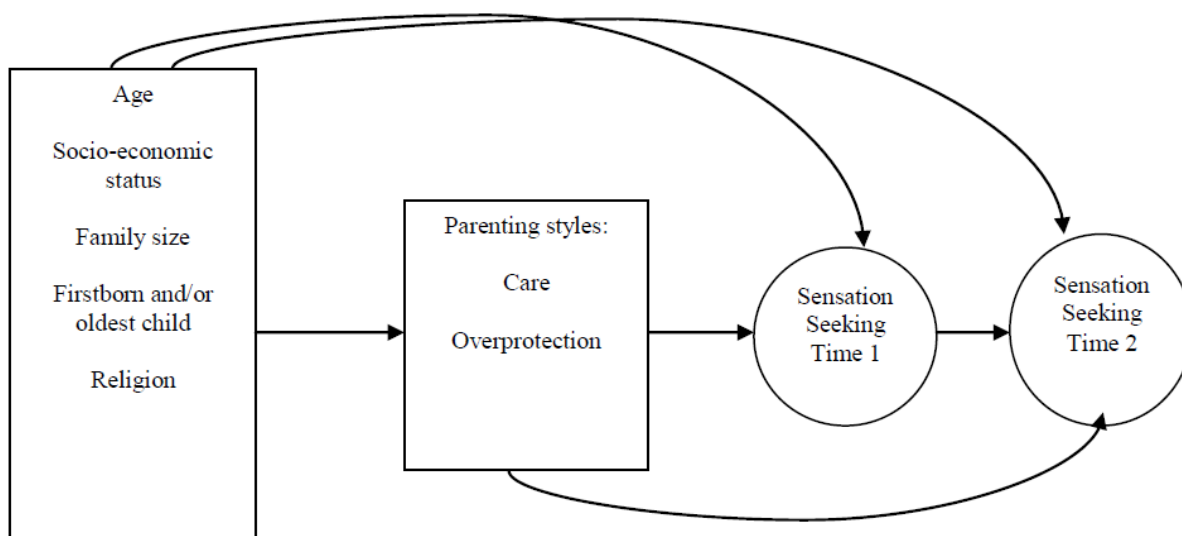 Age
Socio-economic
status
Family size
Firstborn and/or
oldest child
Religion
Parenting styles:
Care
Overprotection
Sensation
Seeking
Time 1
Sensation
Seeking
Time 2